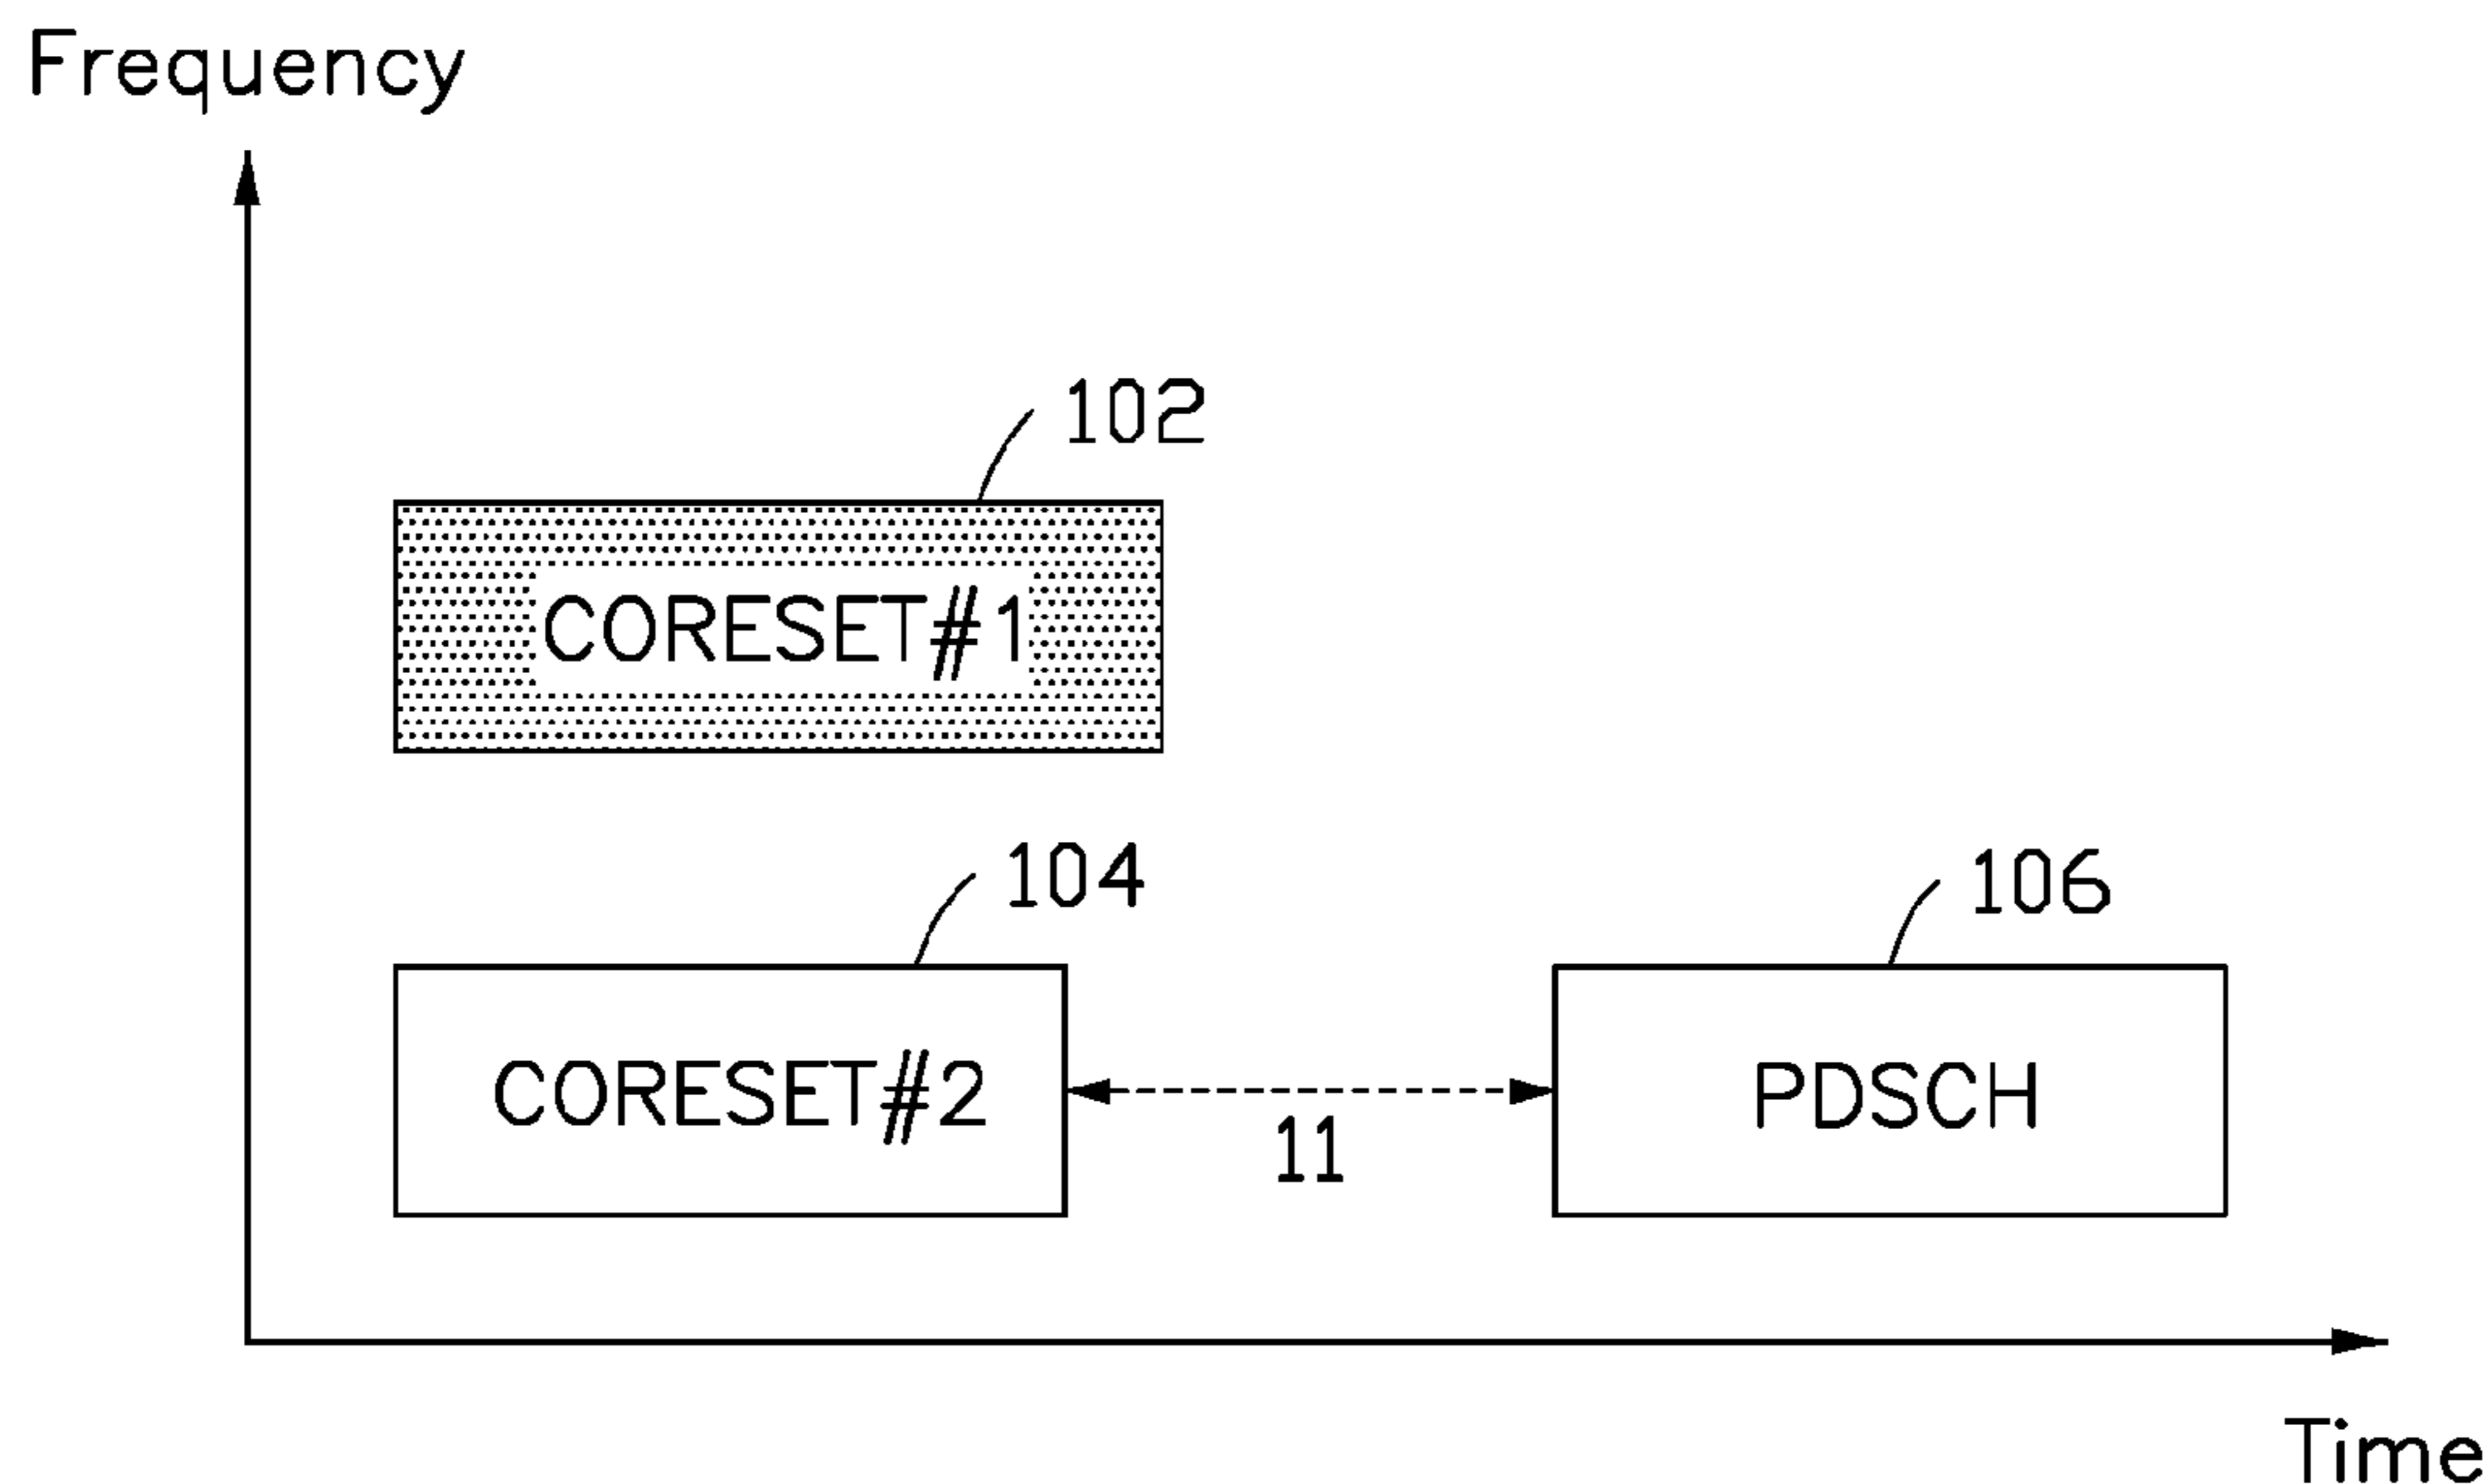 Frequency
102
CORESET#1
104
106
CORESET#2
PDSCH
11
Time